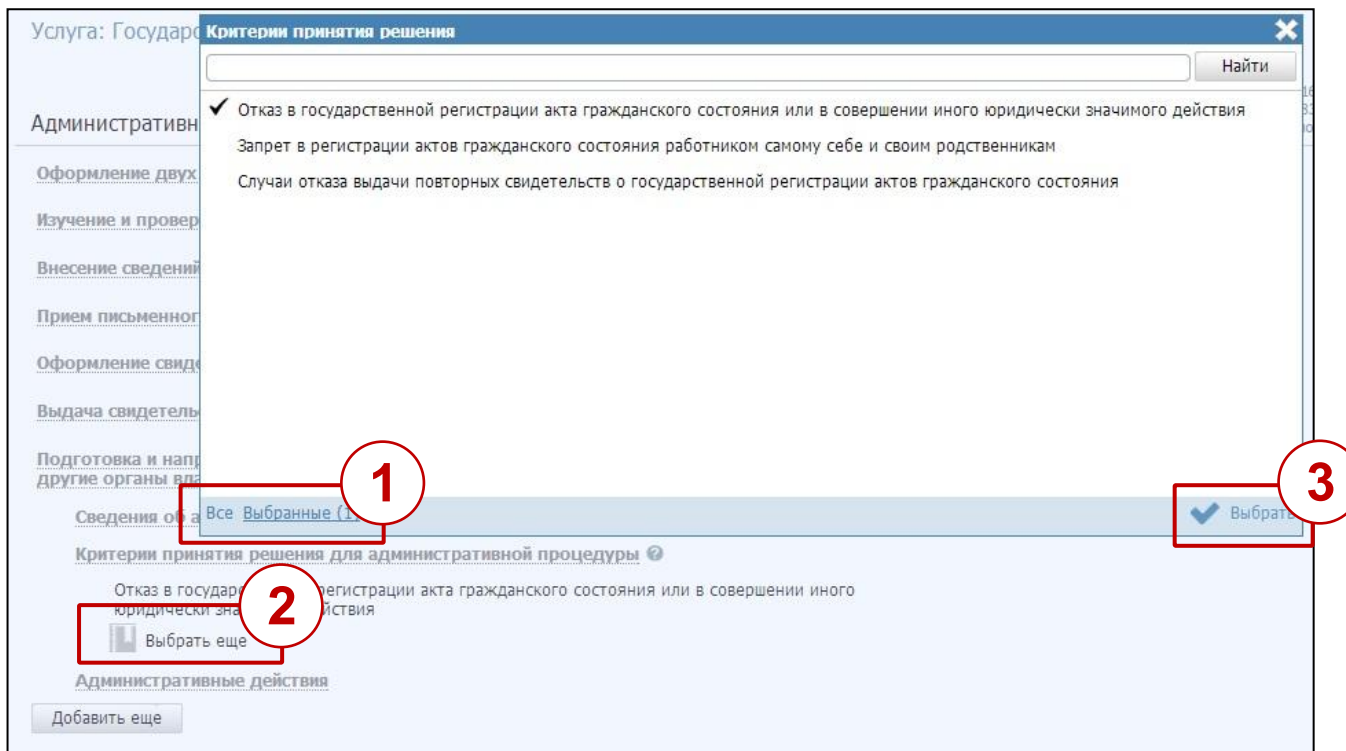 Услуга: Государс
Критерии принятия решения
Найти
Административн
✔ Отказ в государственной регистрации акта гражданского состояния или в совершении иного юридически значимого действия
Запрет в регистрации актов гражданского состояния работником самому себе и своим родственникам
Оформление двух
Случаи отказа выдачи повторных свидетельств о государственной регистрации актов гражданского состояния
Изучение и провер
Внесение сведений
Прием письменног
Оформление свиде
Выдача свидетель
Подготовка и напр
другие органы вла
1
3
Сведения об а
Все Выбранные (1)
Выбрать
Критерии принятия решения для административной процедуры
Отказ в государ егистрации акта гражданского состояния или в совершении иного
юридически зна йствия
2
Выбрать еще
Административные действия
Добавить еще